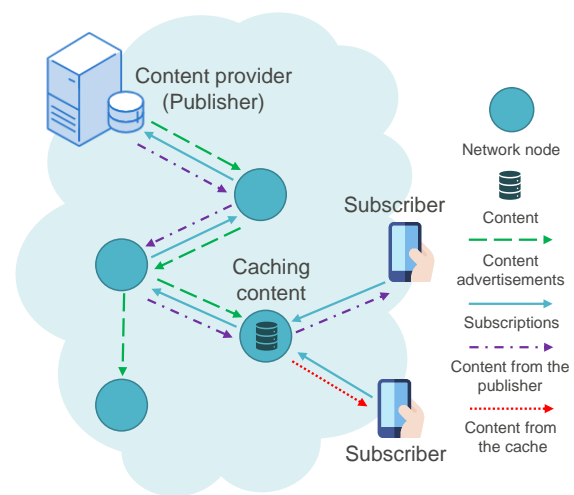 Content provider
(Publisher)
Network node
Subscriber
Content
Caching
content
Content
advertisements
Subscriptions
Content from the
publisher
Content from
the cache
Subscriber